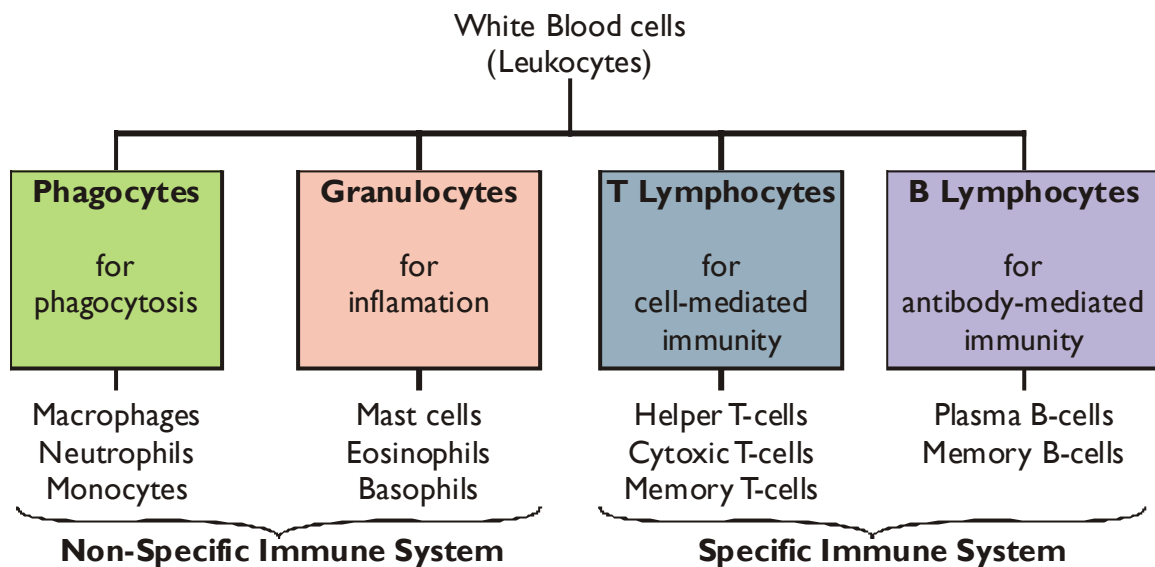 White Blood cells
(Leukocytes)
Phagocytes
for
phagocytosis
Granulocytes
for
inflamation
T Lymphocytes
for
cell-mediated
immunity
B Lymphocytes
for
antibody-mediated
immunity
Macrophages
Neutrophils
Monocytes
Mast cells
Eosinophils
Basophils
Helper T-cells
Cytoxic T-cells
Memory T-cells
Plasma B-cells
Memory B-cells
Non-Specific Immune System
Specific Immune System